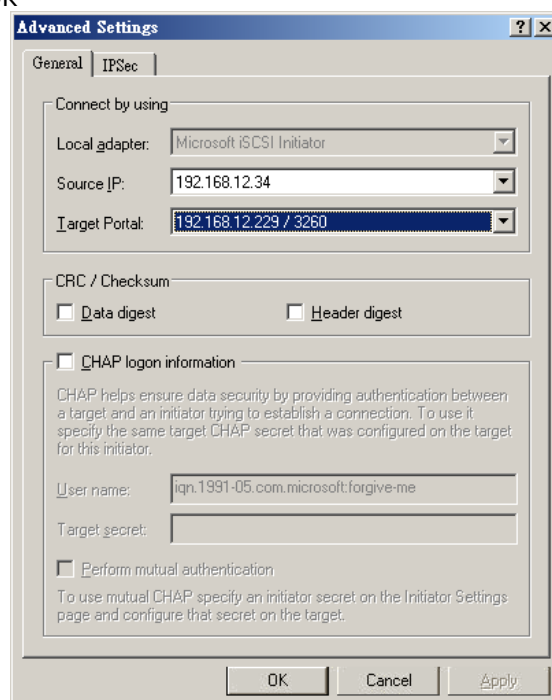 OK
Advanced Settings
General IPSec
Connect by using
Local adapter: Microsoft iSCSI Initiator
Source IP: 192.168.12.34
Target Portal: 192.168.12.229 / 3260
CRC / Checksum
Data digest Header digest
CHAP logon information
CHAP helps ensure data security by providing authentication between
a target and an initiator trying to establish a connection. To use it
specify the same target CHAP secret that was configured on the target
for this initiator.
User name: iqn.1991-05.com.microsoft:forgive-me
Target secret:
Perform mutual authentication
To use mutual CHAP specify an initiator secret on the Initiator Settings
page and configure that secret on the target.
OK Cancel Apply